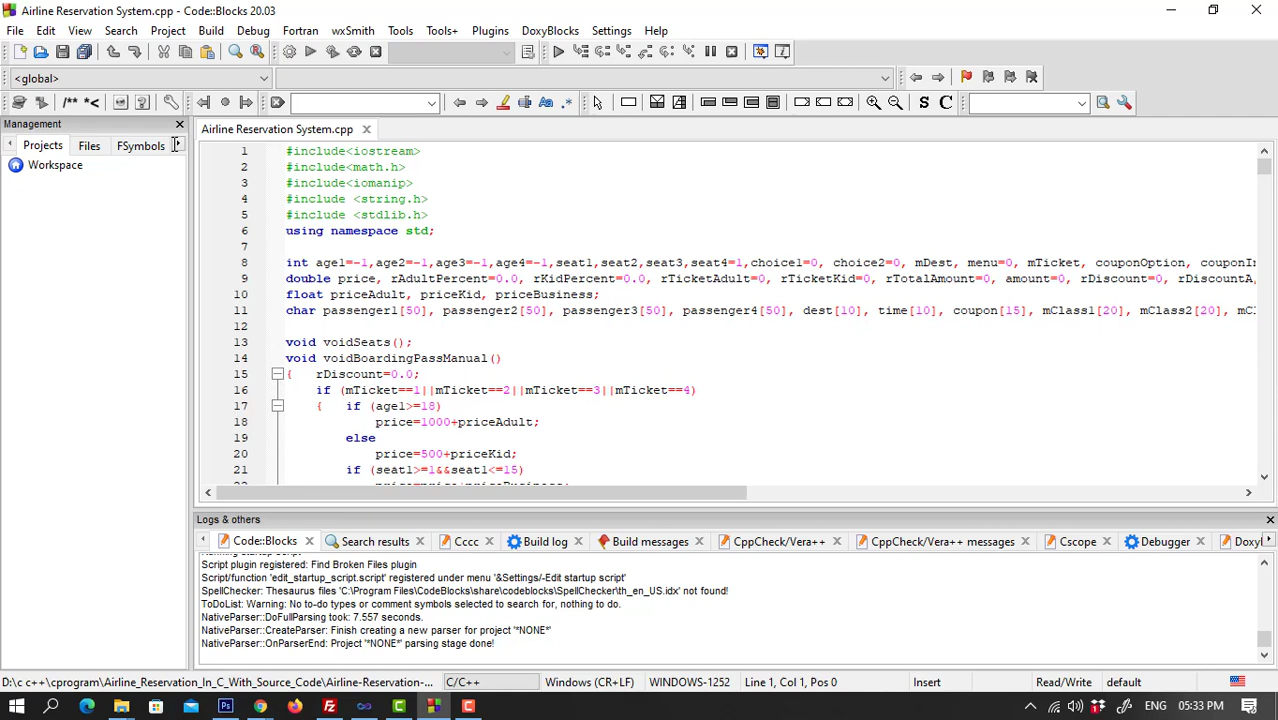 Airline Reservation System.cpp - Code::Blocks 20.03
File Edit View Search Project Build Debug Fortran wxSmith Tools Tools+ Plugins DoxyBlocks Settings Help
<global>
/** *<
S C
Management
Projects Files FSymbols
Workspace
Airline Reservation System.cpp
1 #include<iostream>
2 #include<math.h>
3 #include<iomanip>
4 #include <string.h>
5 #include <stdlib.h>
6 using namespace std;
7
8 int age1=-1,age2=-1,age3=-1,age4=-1,seat1,seat2,seat3,seat4=1,choice1=0, choice2=0, mDest, menu=0, mTicket, couponOption, couponIn
9 double price, rAdultPercent=0.0, rKidPercent=0.0, rTicketAdult=0, rTicketKid=0, rTotalAmount=0, amount=0, rDiscount=0, rDiscountA,
10 float priceAdult, priceKid, priceBusiness;
11 char passenger1[50], passenger2[50], passenger3[50], passenger4[50], dest[10], time[10], coupon[15], mClass1[20], mClass2[20], mCl
12
13 void voidSeats();
14 void voidBoardingPassManual()
15 { rDiscount=0.0;
16 if (mTicket==1||mTicket==2||mTicket==3||mTicket==4)
17 { if (age1>=18)
18 price=1000+priceAdult;
19 else
20 price=500+priceKid;
21 if (seat1>=1&&seat1<=15)
Logs & others
Code::Blocks Search results Cccc Build log Build messages CppCheck/Vera++ CppCheck/Vera++ messages Cscope Debugger Doxyl
Running startup script
Script plugin registered: Find Broken Files plugin
Script/function 'edit_startup_script.script' registered under menu '&Settings/-Edit startup script'
SpellChecker: Thesaurus files 'C:\Program Files\CodeBlocks\share\codeblocks\SpellChecker\th_en_US.idx' not found!
ToDoList: Warning: No to-do types or comment symbols selected to search for, nothing to do.
NativeParser::DoFullParsing took: 7.557 seconds.
NativeParser::CreateParser: Finish creating a new parser for project '*NONE*'
NativeParser::OnParserEnd: Project '*NONE*' parsing stage done!
D:\c c++\cprogram\Airline_Reservation_In_C_With_Source_Code\Airline-Reservation-... C/C++ Windows (CR+LF) WINDOWS-1252 Line 1, Col 1, Pos 0 Insert Read/Write default
Ps Fz C C ENG 05:33 PM